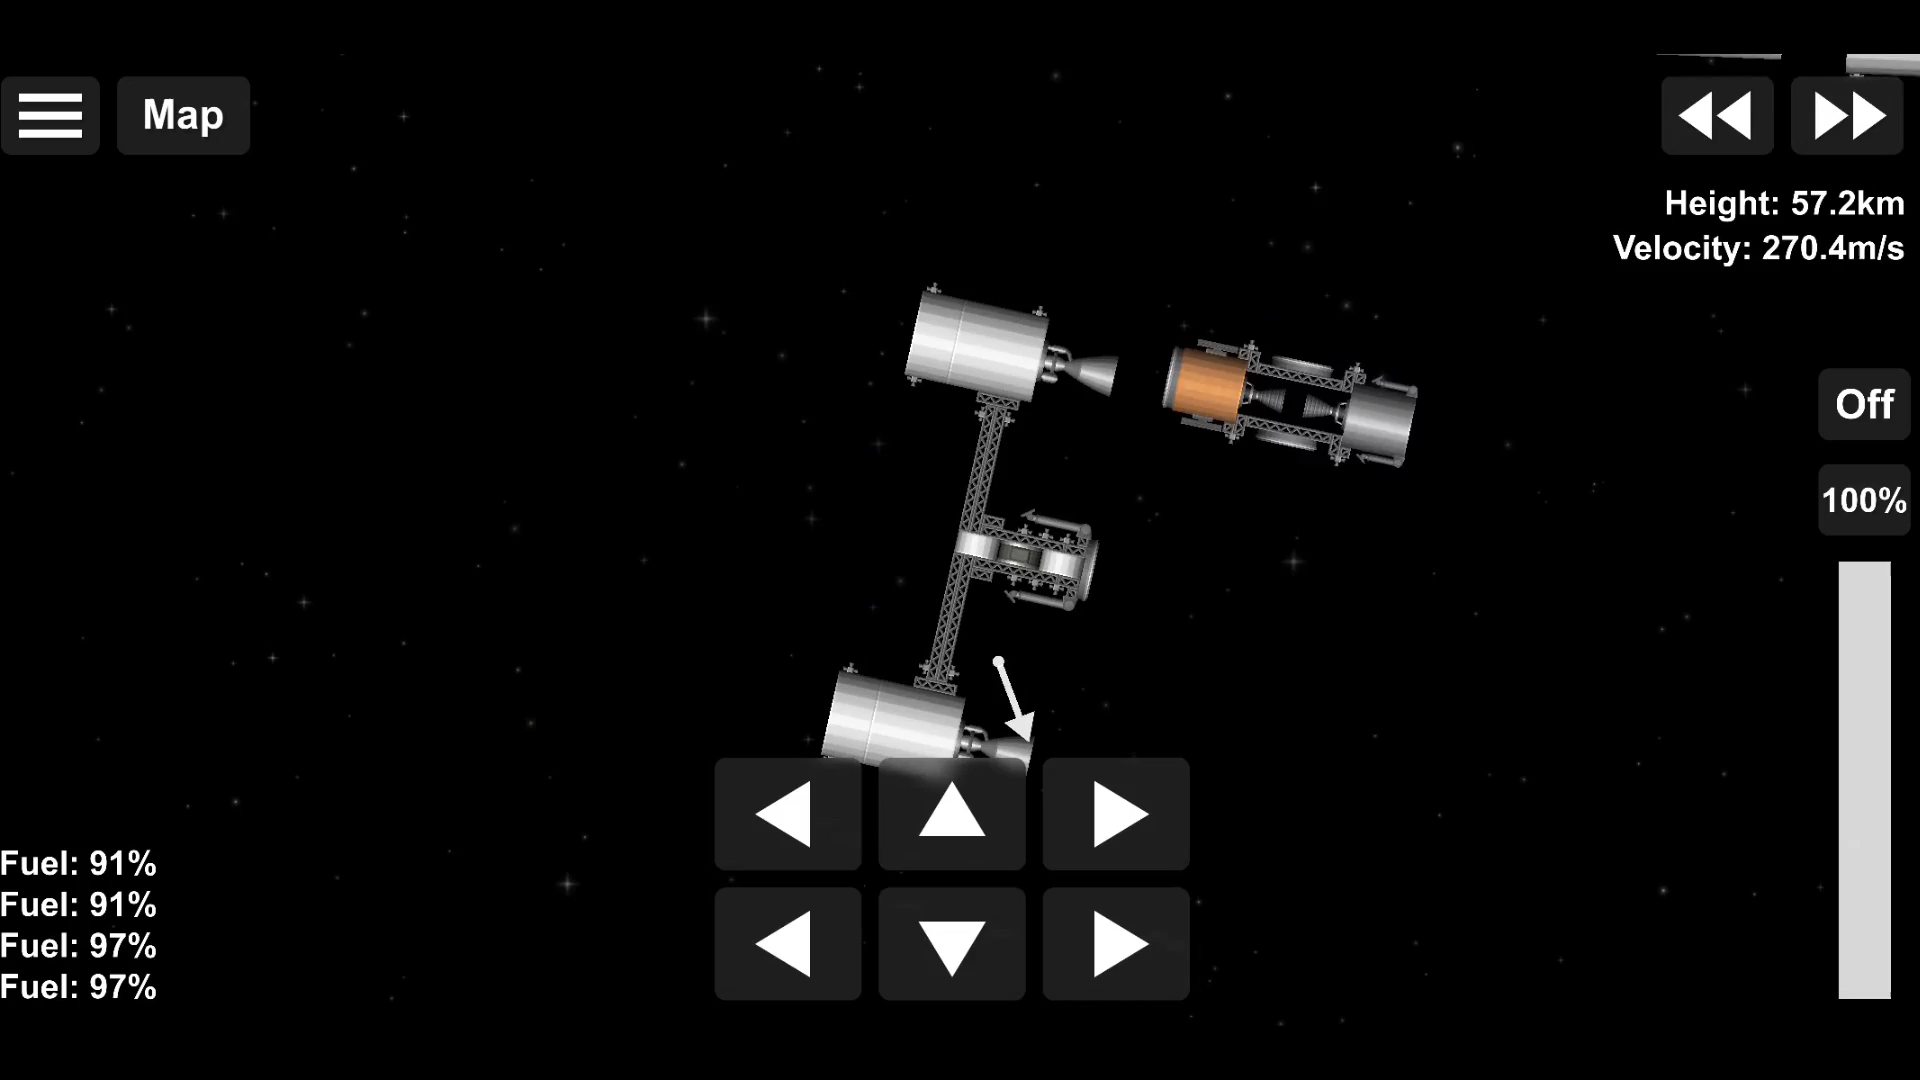 Map
Height: 57.2km
Velocity: 270.4m/s
Off
100%
Fuel: 91%
Fuel: 91%
Fuel: 97%
Fuel: 97%